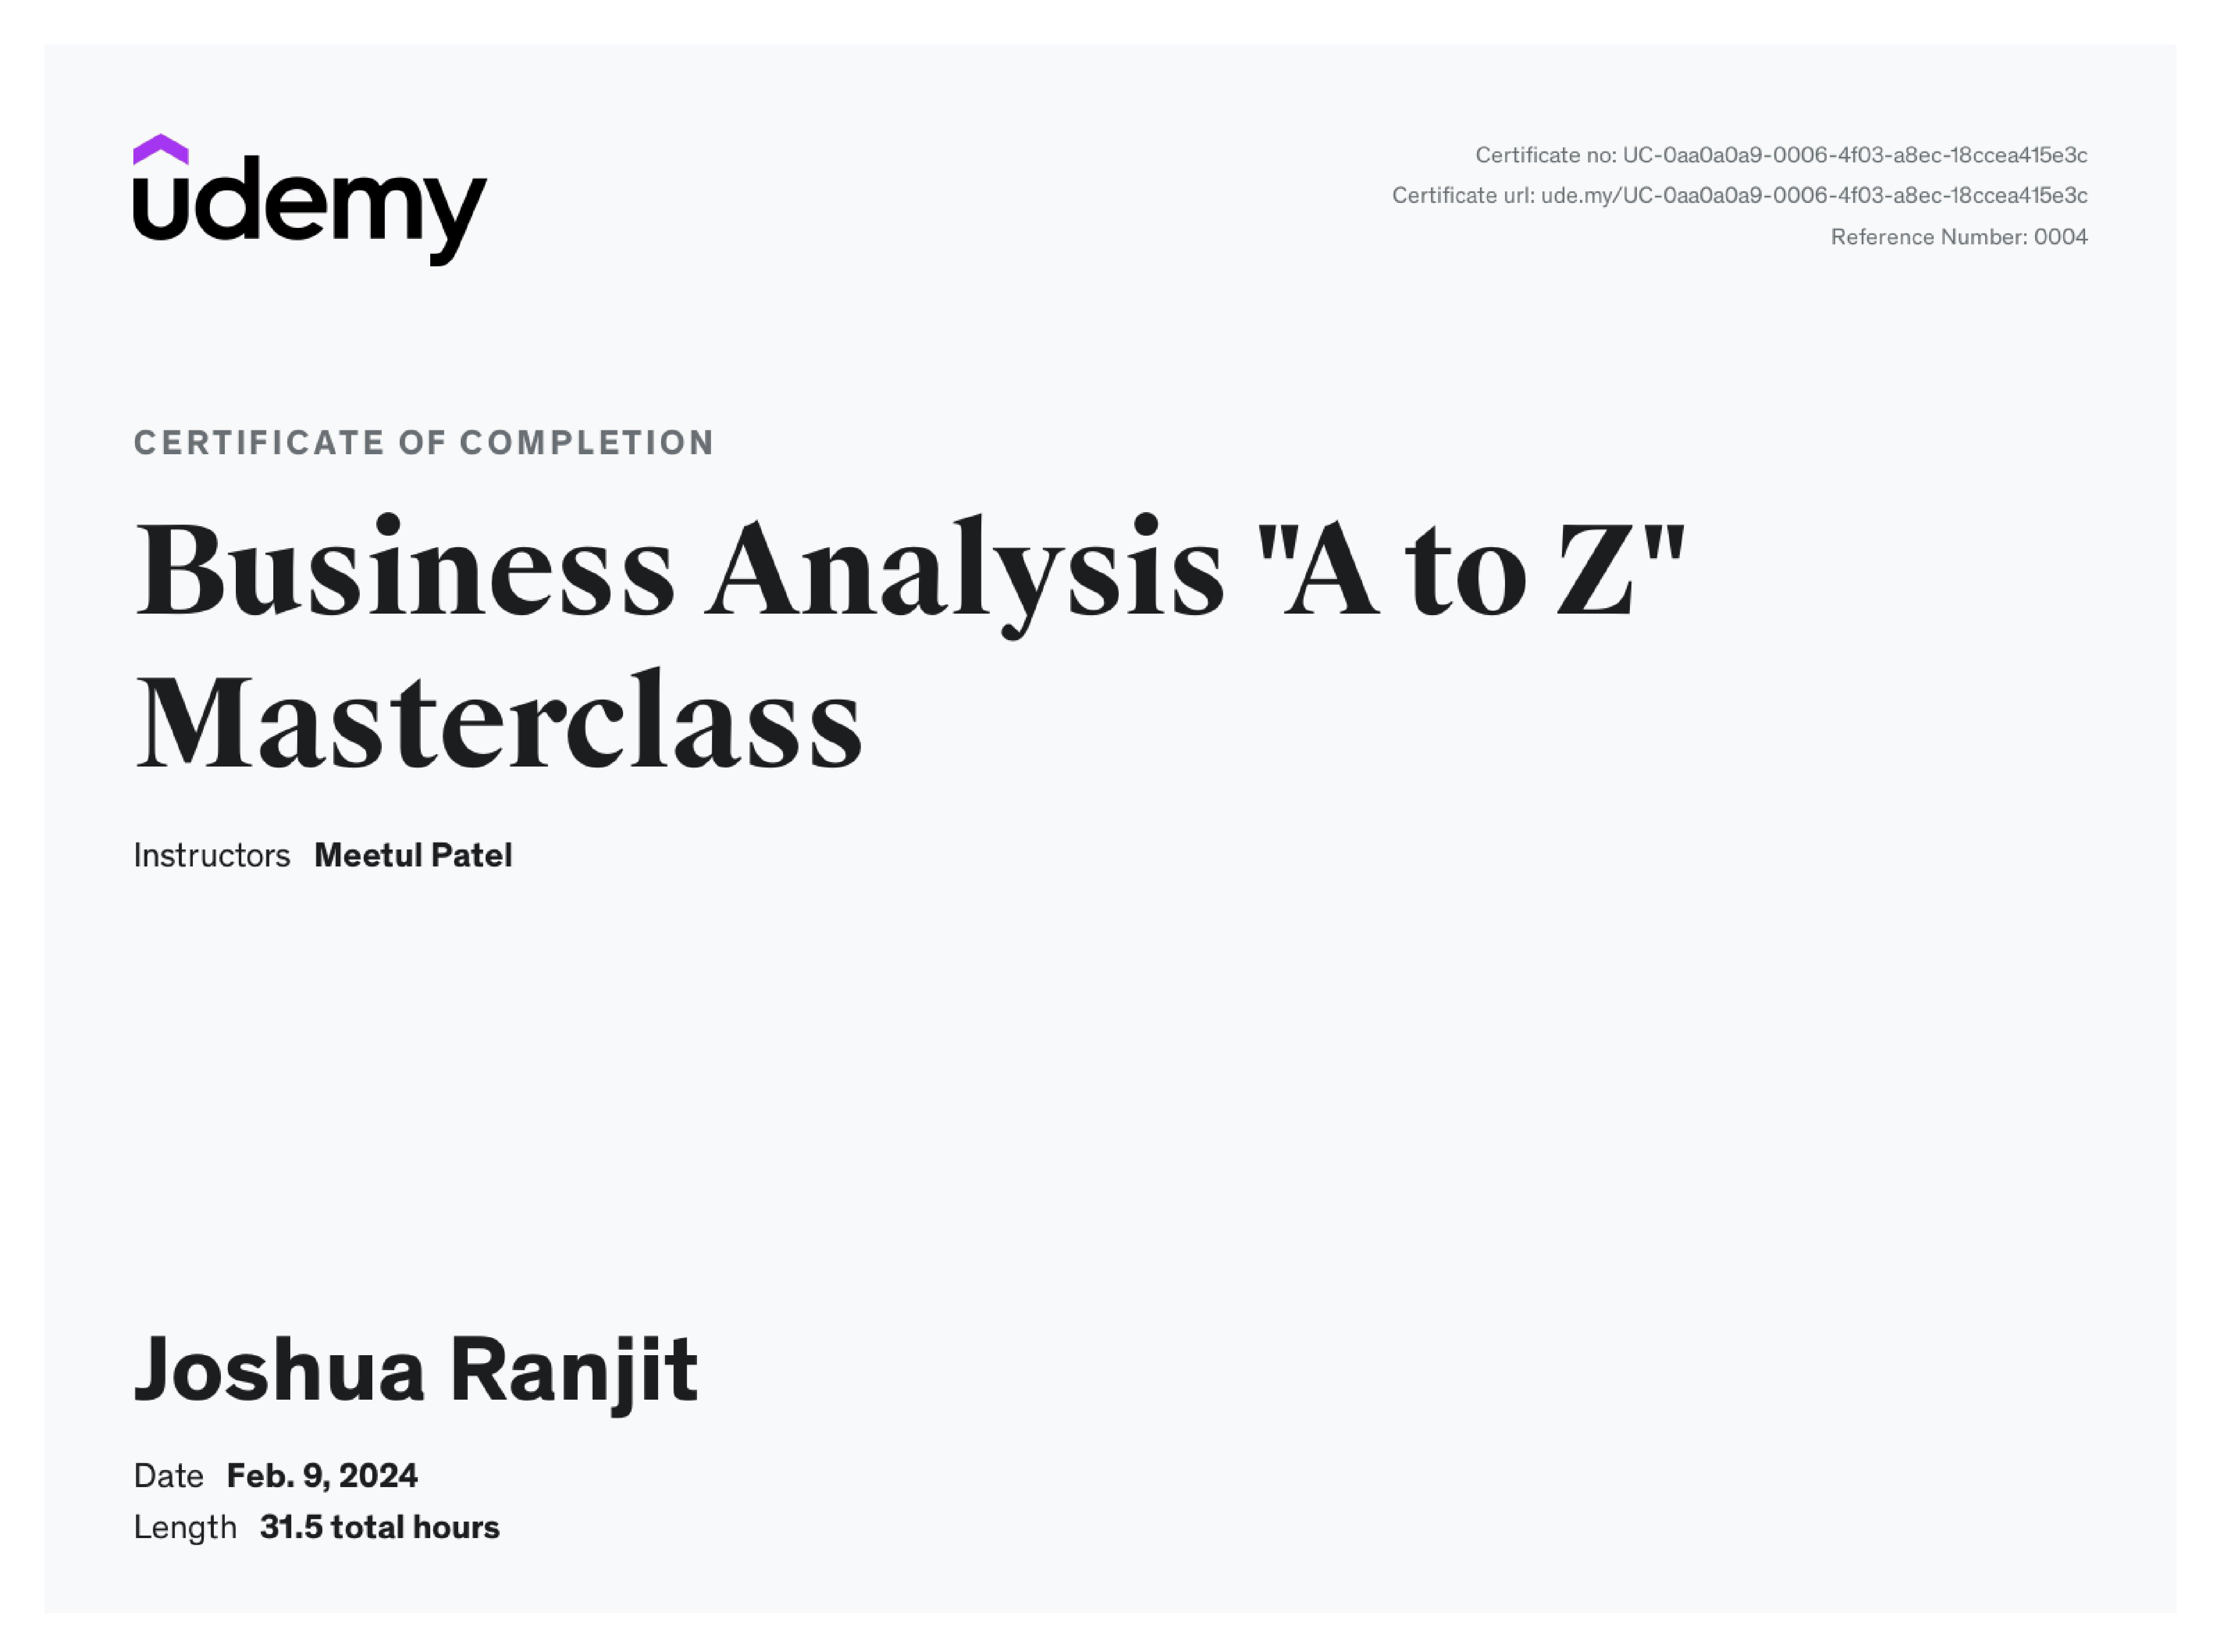 udemy
Certificate no: UC-0aa0a0a9-0006-4f03-a8ec-18ccea415e3c
Certificate url: ude.my/UC-0aa0a0a9-0006-4f03-a8ec-18ccea415e3c
Reference Number: 0004
CERTIFICATE OF COMPLETION
Business Analysis "A to Z"
Masterclass
Instructors Meetul Patel
Joshua Ranjit
Date Feb. 9, 2024
Length 31.5 total hours